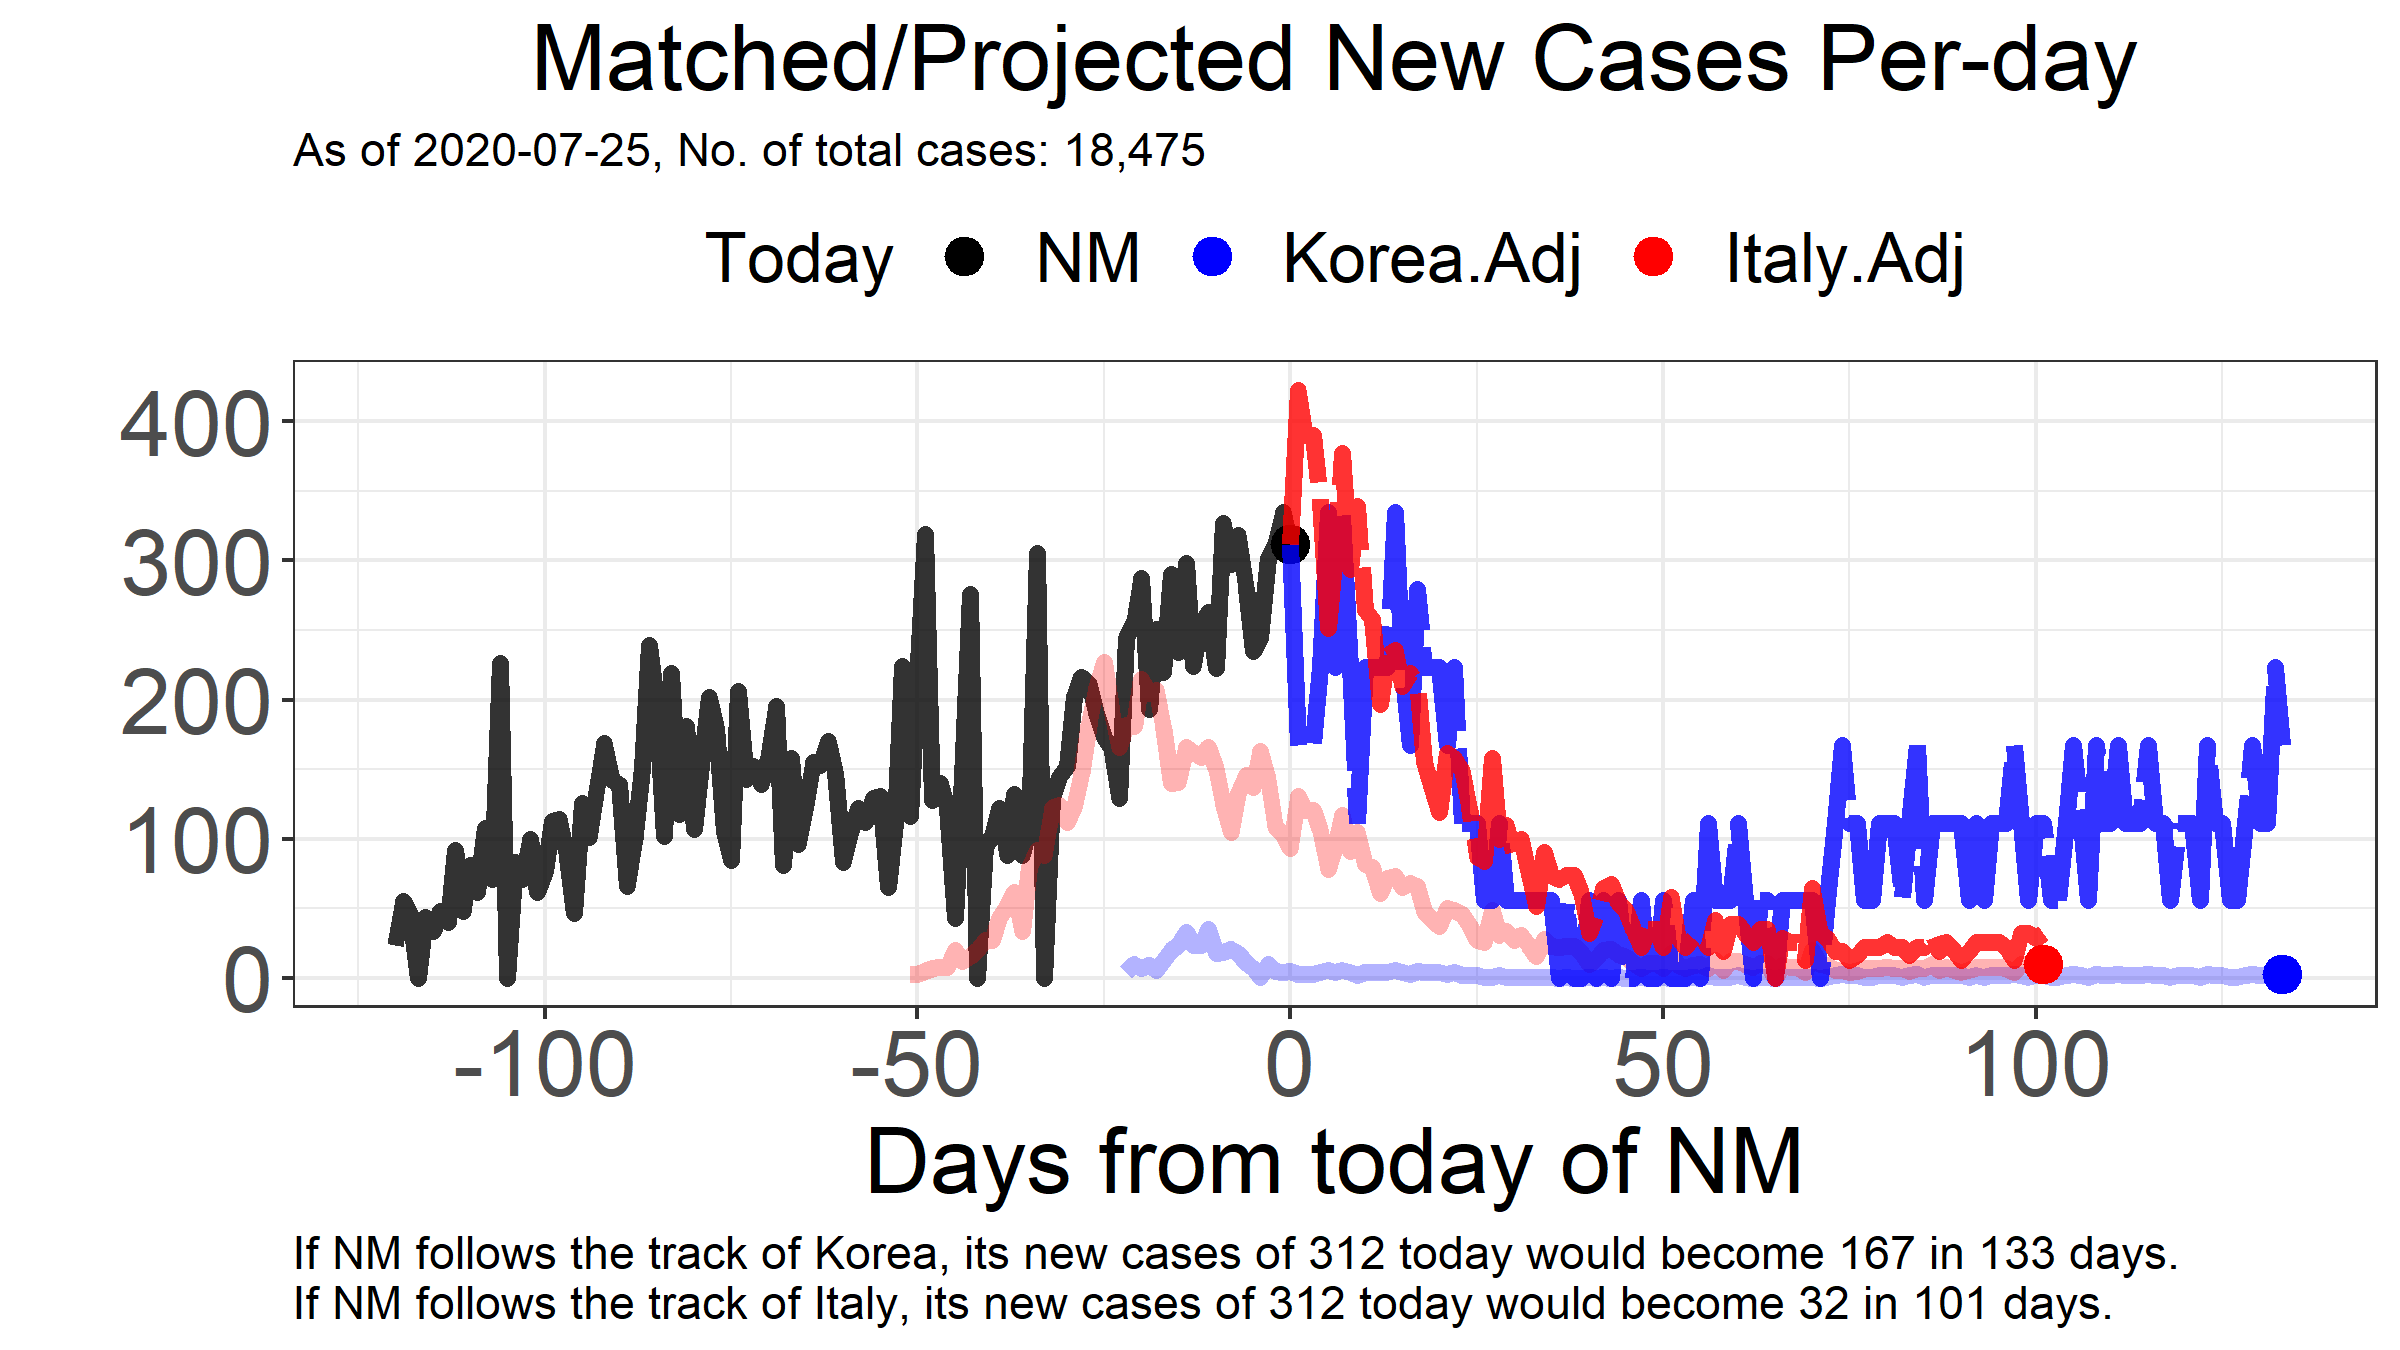 Matched/Projected New Cases Per-day
As of 2020-07-25, No. of total cases: 18,475
Today NM Korea.Adj Italy.Adj
400
300
200
100
0
-100 -50 0 50 100
Days from today of NM
If NM follows the track of Korea, its new cases of 312 today would become 167 in 133 days.
If NM follows the track of Italy, its new cases of 312 today would become 32 in 101 days.